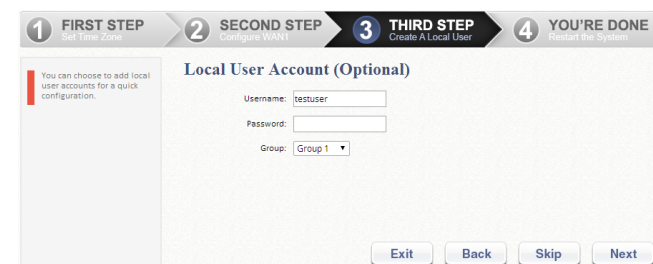 1 FIRST STEP
Set Time Zone
2 SECOND STEP
Configure WAN1
3 THIRD STEP
Create A Local User
4 YOU'RE DONE
Restart the System
You can choose to add local
user accounts for a quick
configuration.
Local User Account (Optional)
Username: testuser
Password:
Group: Group 1
Exit Back Skip Next